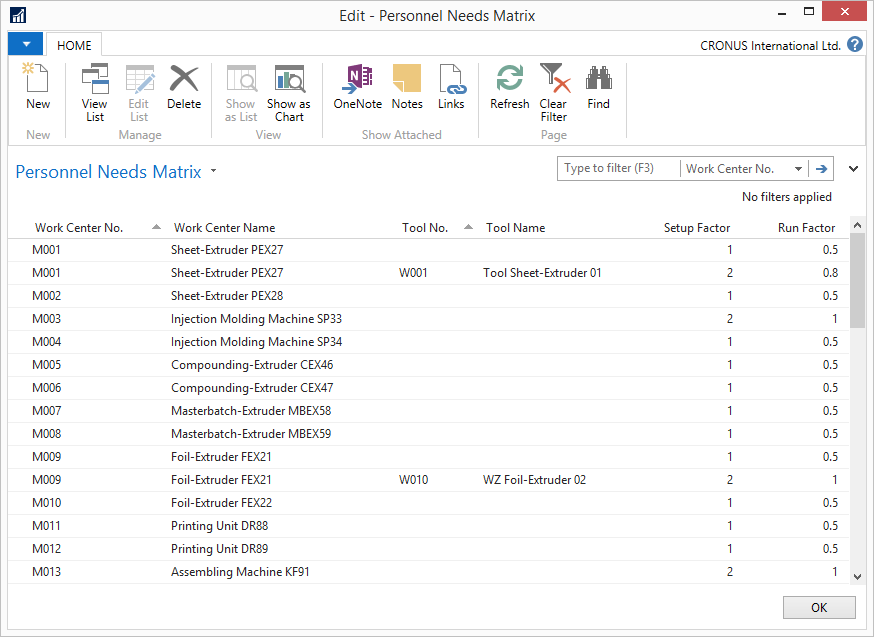 Edit - Personnel Needs Matrix
HOME
CRONUS International Ltd. ?
New View List Edit List Delete Show as List Show as Chart OneNote Notes Links Refresh Clear Filter Find
New Manage View Show Attached Page
Personnel Needs Matrix Type to filter (F3) Work Center No.
No filters applied
Work Center No. Work Center Name Tool No. Tool Name Setup Factor Run Factor
M001 Sheet-Extruder PEX27 1 0.5
M001 Sheet-Extruder PEX27 W001 Tool Sheet-Extruder 01 2 0.8
M002 Sheet-Extruder PEX28 1 0.5
M003 Injection Molding Machine SP33 2 1
M004 Injection Molding Machine SP34 1 0.5
M005 Compounding-Extruder CEX46 1 0.5
M006 Compounding-Extruder CEX47 1 0.5
M007 Masterbatch-Extruder MBEX58 1 0.5
M008 Masterbatch-Extruder MBEX59 1 0.5
M009 Foil-Extruder FEX21 1 0.5
M009 Foil-Extruder FEX21 W010 WZ Foil-Extruder 02 2 1
M010 Foil-Extruder FEX22 1 0.5
M011 Printing Unit DR88 1 0.5
M012 Printing Unit DR89 1 0.5
M013 Assembling Machine KF91 2 1
OK